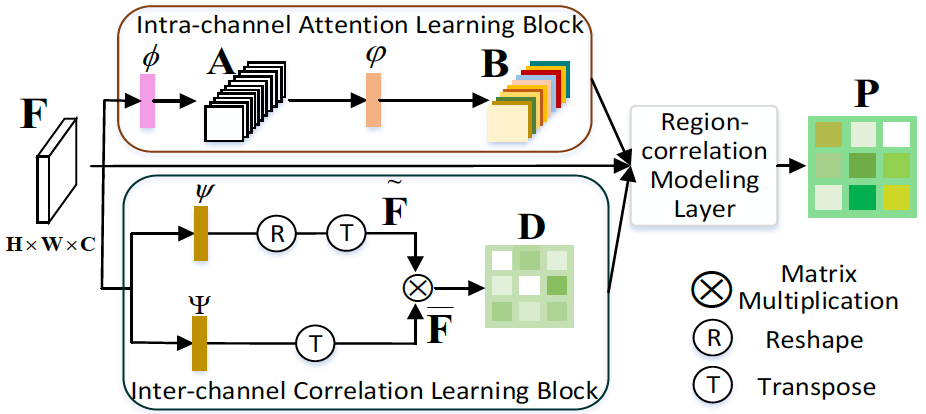 Intra-channel Attention Learning Block
ϕ
A
φ
B
F
H×W×C
Region-
correlation
Modeling
Layer
P
ψ
R
T
F̃
D
⊗
Ψ
T
F̅
Inter-channel Correlation Learning Block
⊗ Matrix
Multiplication
R Reshape
T Transpose